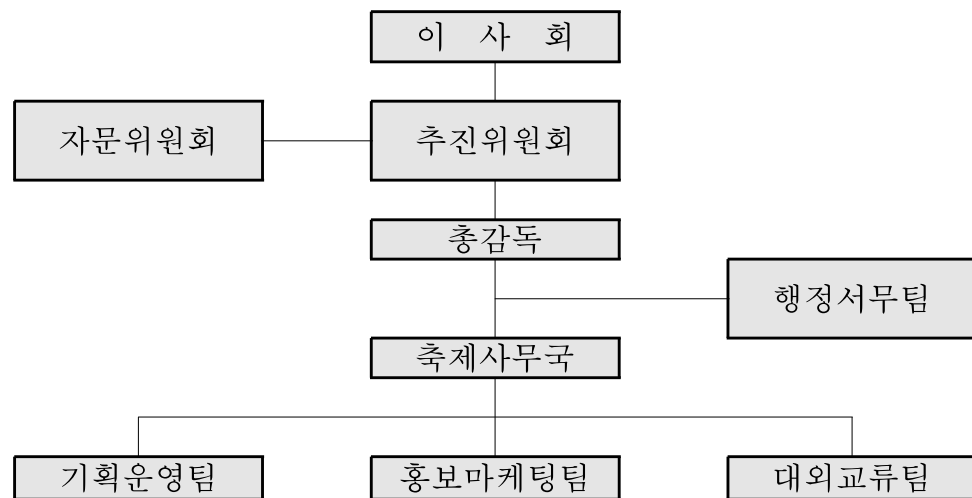 이 사 회
자문위원회
추진위원회
총감독
행정서무팀
축제사무국
기획운영팀
홍보마케팅팀
대외교류팀